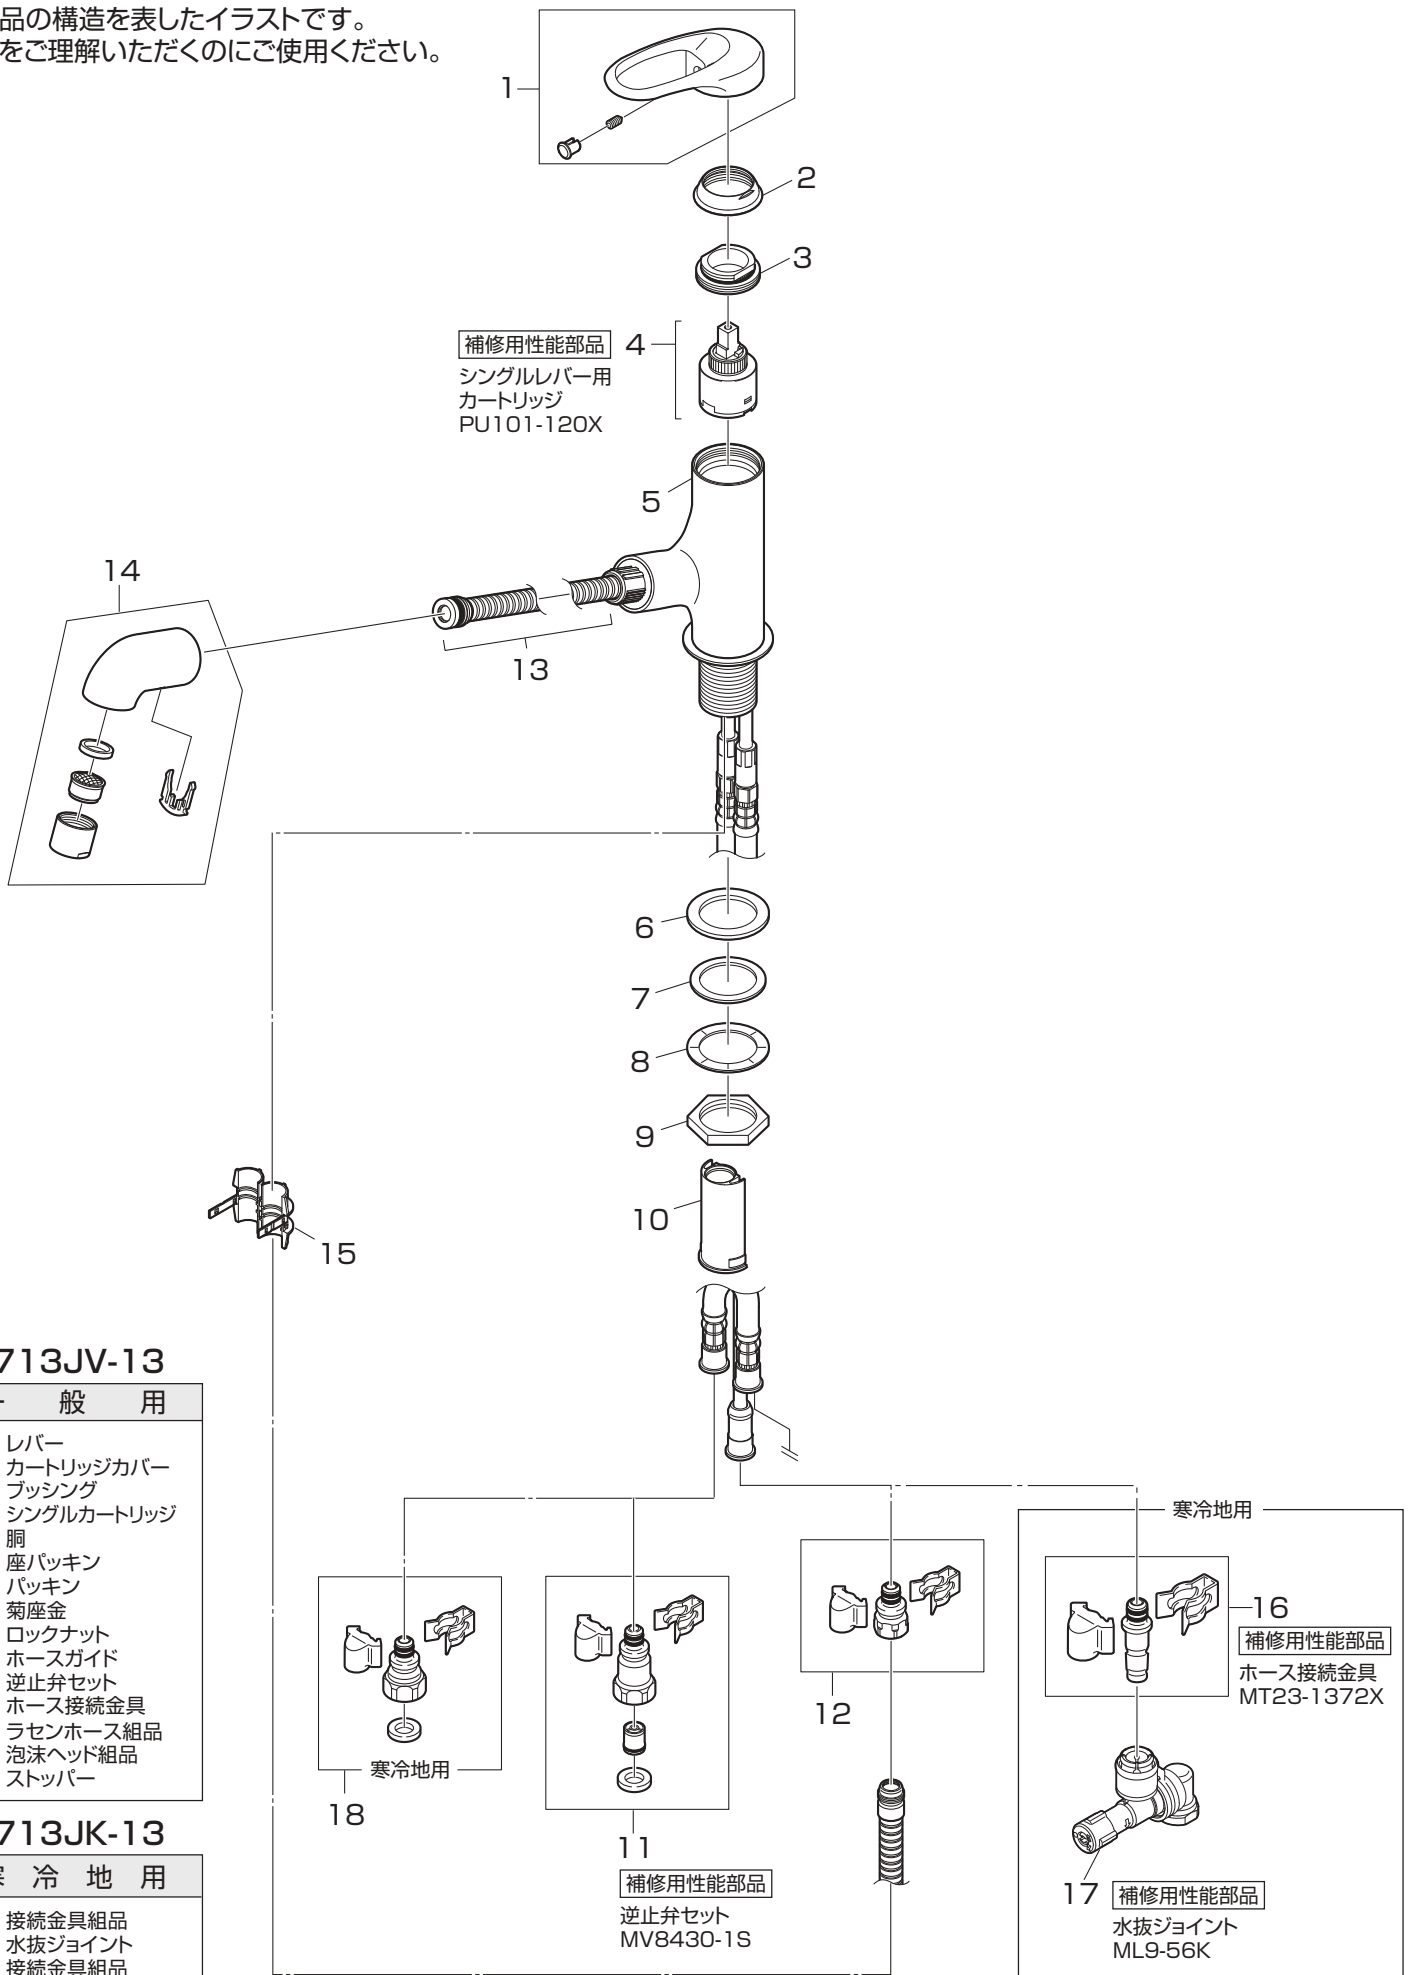 品の構造を表したイラストです。
をご理解いただくのにご使用ください。
1
2
3
補修用性能部品 4
シングルレバー用
カートリッジ
PU101-120X
5
14
13
6
7
8
9
10
15
713JV-13
般 用
レバー
カートリッジカバー
ブッシング
シングルカートリッジ
胴
座パッキン
パッキン
菊座金
ロックナット
ホースガイド
逆止弁セット
ホース接続金具
ラセンホース組品
泡沫ヘッド組品
ストッパー
713JK-13
冷 地 用
接続金具組品
水抜ジョイント
接続金具組品
寒冷地用
18
11
補修用性能部品
逆止弁セット
MV8430-1S
12
寒冷地用
16
補修用性能部品
ホース接続金具
MT23-1372X
17
補修用性能部品
水抜ジョイント
ML9-56K